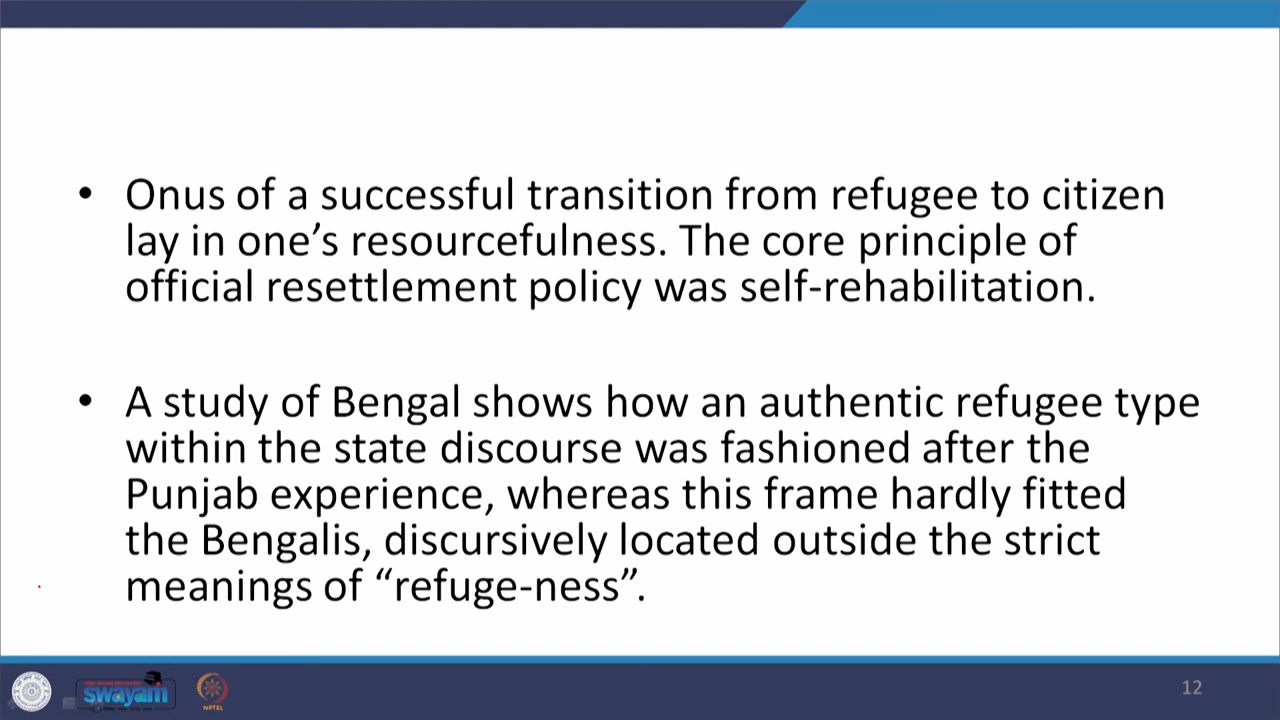 • Onus of a successful transition from refugee to citizen
lay in one’s resourcefulness. The core principle of
official resettlement policy was self-rehabilitation.
• A study of Bengal shows how an authentic refugee type
within the state discourse was fashioned after the
Punjab experience, whereas this frame hardly fitted
the Bengalis, discursively located outside the strict
meanings of “refuge-ness”.
swayam
NPTEL
12